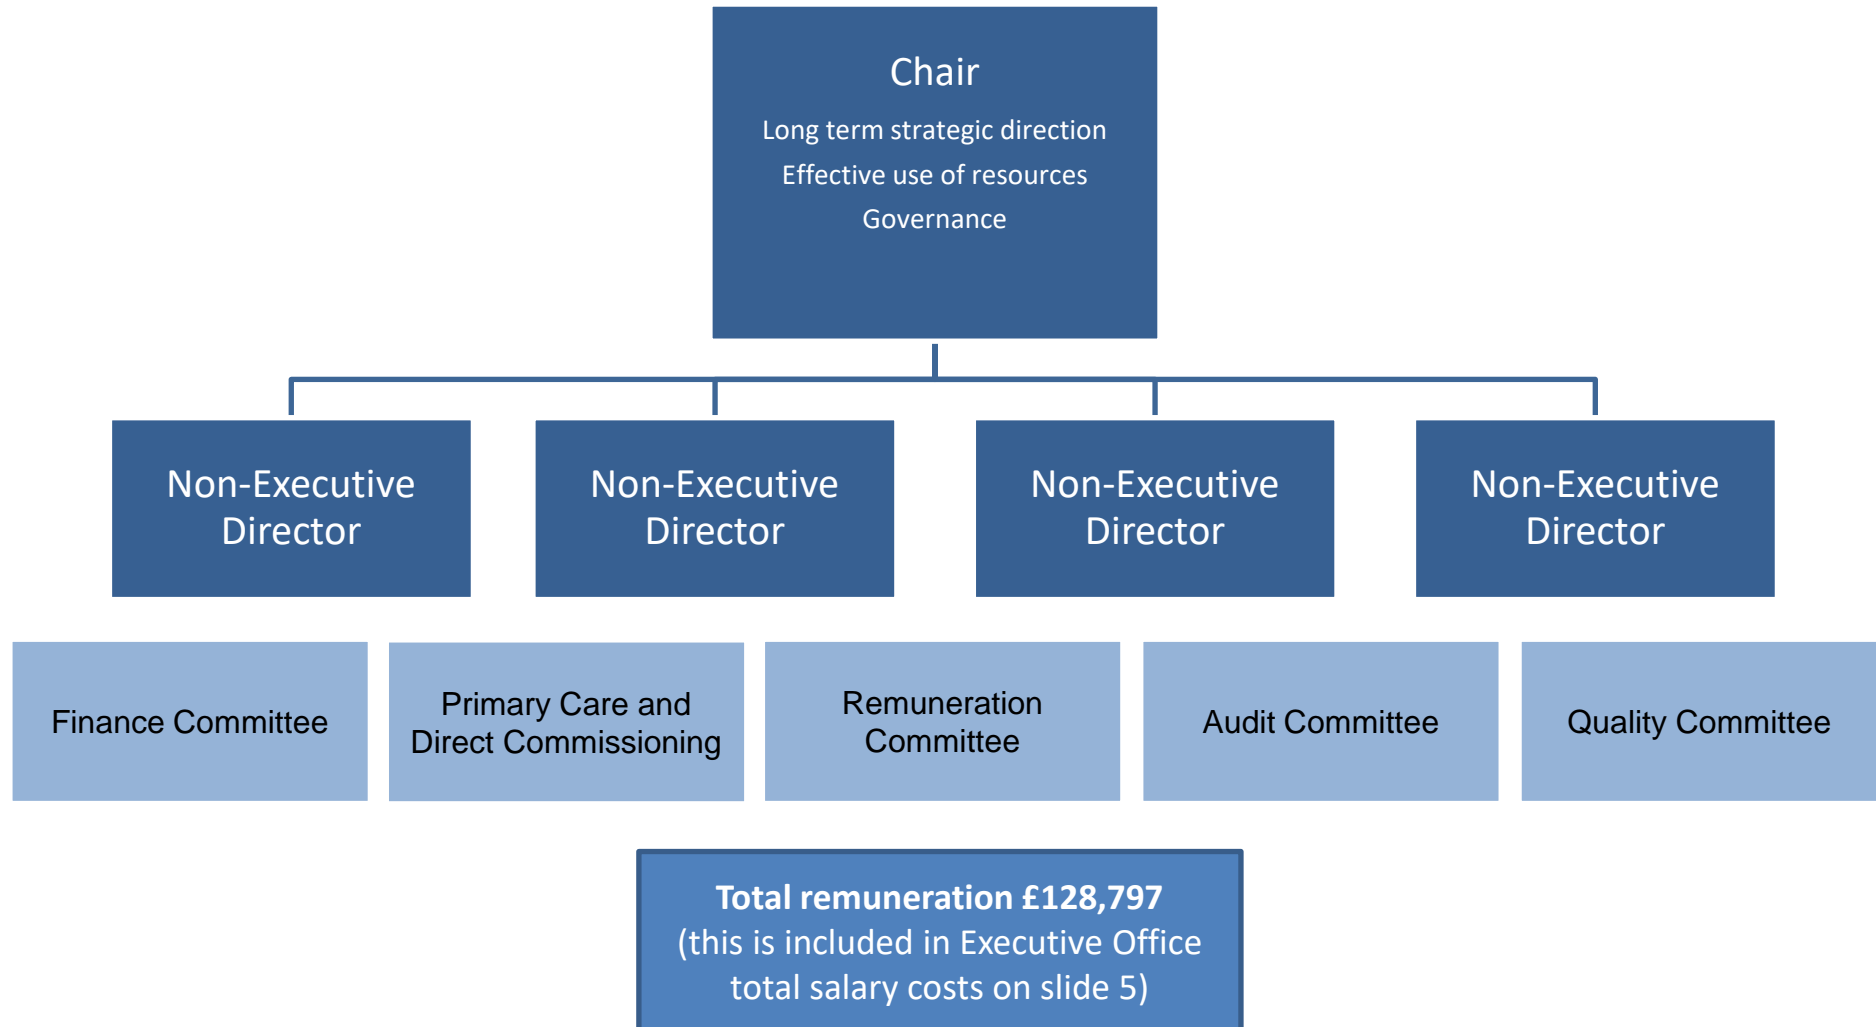 Chair
Long term strategic direction
Effective use of resources
Governance
Non-Executive
Director
Non-Executive
Director
Non-Executive
Director
Non-Executive
Director
Finance Committee
Primary Care and
Direct Commissioning
Remuneration
Committee
Audit Committee
Quality Committee
Total remuneration £128,797
(this is included in Executive Office
total salary costs on slide 5)